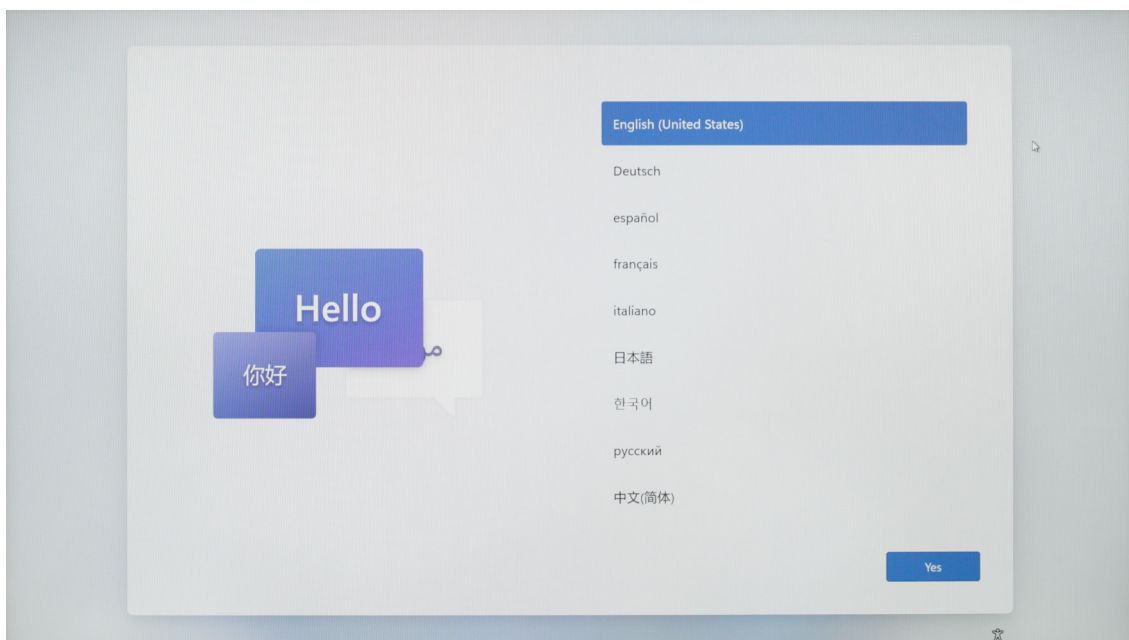 English (United States)
Deutsch
español
français
italiano
日本語
한국어
русский
中文(简体)
Hello
你好
Yes